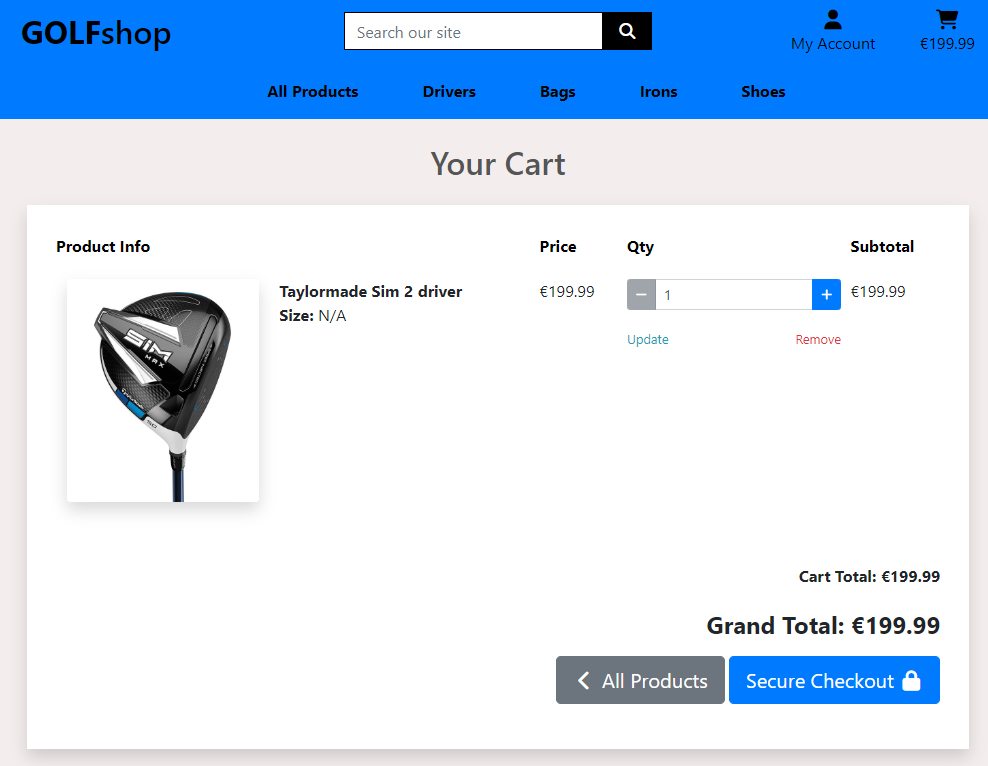 GOLFshop
Search our site
My Account
€199.99
All Products Drivers Bags Irons Shoes
Your Cart
Product Info Price Qty Subtotal
Taylormade Sim 2 driver €199.99 − 1 + €199.99
Size: N/A
Update Remove
SIM
MAX
Cart Total: €199.99
Grand Total: €199.99
All Products Secure Checkout